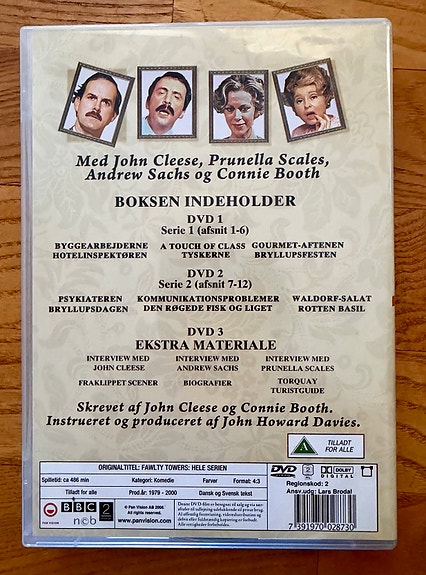 Med John Cleese, Prunella Scales,
Andrew Sachs og Connie Booth
BOKSEN INDEHOLDER
DVD 1
Serie 1 (afsnit 1-6)
BYGGEARBEJDERNE A TOUCH OF CLASS GOURMET-AFTENEN
HOTELINSPEKTØREN TYSKERNE BRYLLUPSFESTEN
DVD 2
Serie 2 (afsnit 7-12)
PSYKIATEREN KOMMUNIKATIONSPROBLEMER WALDORF-SALAT
BRYLLUPSDAGEN DEN RØGEDE FISK OG LIGET ROTTEN BASIL
DVD 3
EKSTRA MATERIALE
INTERVIEW MED INTERVIEW MED INTERVIEW MED
JOHN CLEESE ANDREW SACHS PRUNELLA SCALES
FRAKLIPPET SCENER BIOGRAFIER TORQUAY
TURISTGUIDE
Skrevet af John Cleese og Connie Booth.
Instrueret og produceret af John Howard Davies.
A TILLADT
FOR ALLE
ORIGINALTITEL: FAWLTY TOWERS: HELE SERIEN
Spilletid: ca 486 min Kategori: Komedie Farver Format: 4:3
Tilladt for alle Prod.år: 1979 - 2000 Dansk og Svensk tekst
DVD 2 DOLBY
DIGITAL
Regionskod: 2
Ansv.udg: Lars Brodal
BBC 2
ncb
© Pan Vision AB 2006
www.panvision.com
7 391970 028730